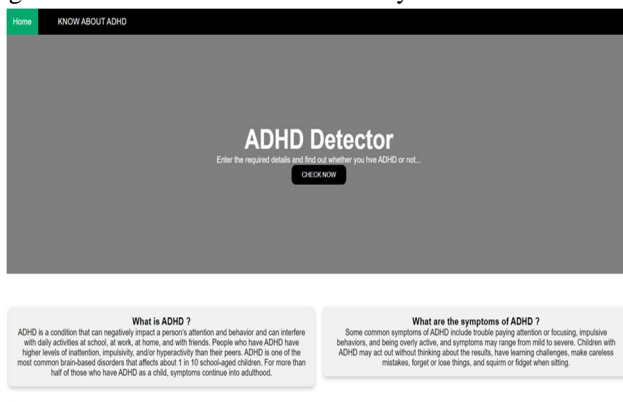 Home KNOW ABOUT ADHD
ADHD Detector
Enter the required details and find out whether you hve ADHD or not...
CHECK NOW
What is ADHD ?
ADHD is a condition that can negatively impact a person's attention and behavior and can interfere
with daily activities at school, at work, at home, and with friends. People who have ADHD have
higher levels of inattention, impulsivity, and/or hyperactivity than their peers. ADHD is one of the
most common brain-based disorders that affects about 1 in 10 school-aged children. For more than
half of those who have ADHD as a child, symptoms continue into adulthood.
What are the symptoms of ADHD ?
Some common symptoms of ADHD include trouble paying attention or focusing, impulsive
behaviors, and being overly active, and symptoms may range from mild to severe. Children with
ADHD may act out without thinking about the results, have learning challenges, make careless
mistakes, forget or lose things, and squirm or fidget when sitting.